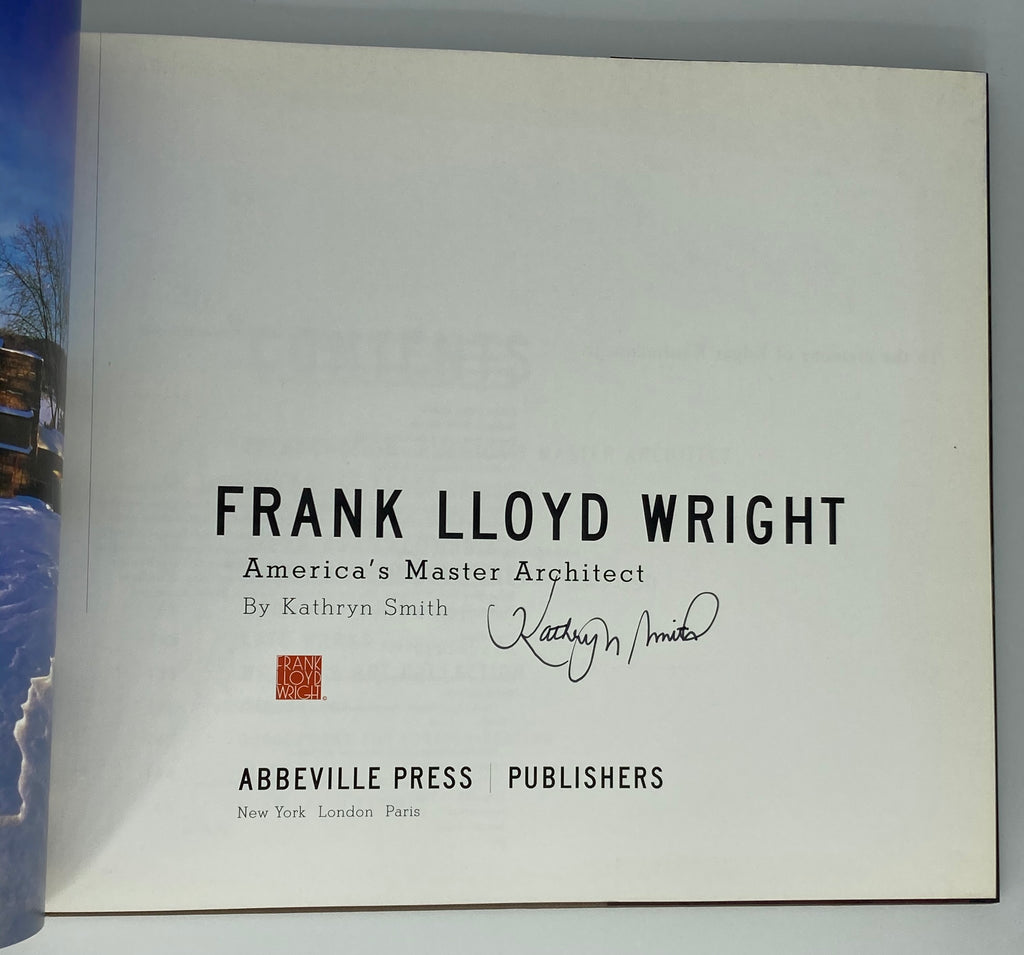 FRANK LLOYD WRIGHT
America's Master Architect
By Kathryn Smith
Kathryn Smith
FRANK
LLOYD
WRIGHT
©
ABBEVILLE PRESS | PUBLISHERS
New York London Paris